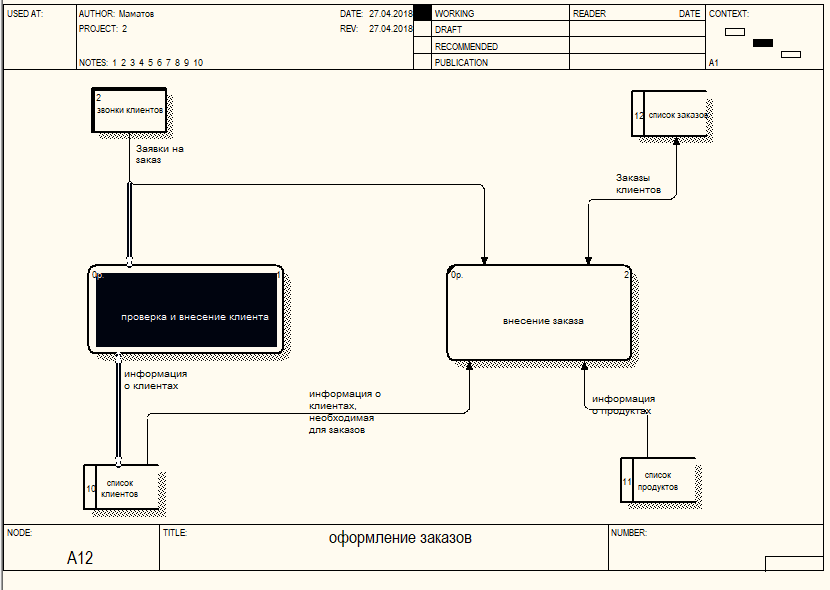 USED AT:
AUTHOR: Маматов
DATE: 27.04.2018
PROJECT: 2
REV: 27.04.2018
NOTES: 1 2 3 4 5 6 7 8 9 10
WORKING
DRAFT
RECOMMENDED
PUBLICATION
READER
DATE
CONTEXT:
A1
2
звонки клиентов
12
список заказов
Заявки на
заказ
Заказы
клиентов
0р.
1
проверка и внесение клиента
0р.
2
внесение заказа
информация
о клиентах
информация о
клиентах,
необходимая
для заказов
информация
о продуктах
10
список
клиентов
11
список
продуктов
NODE:
A12
TITLE:
оформление заказов
NUMBER: